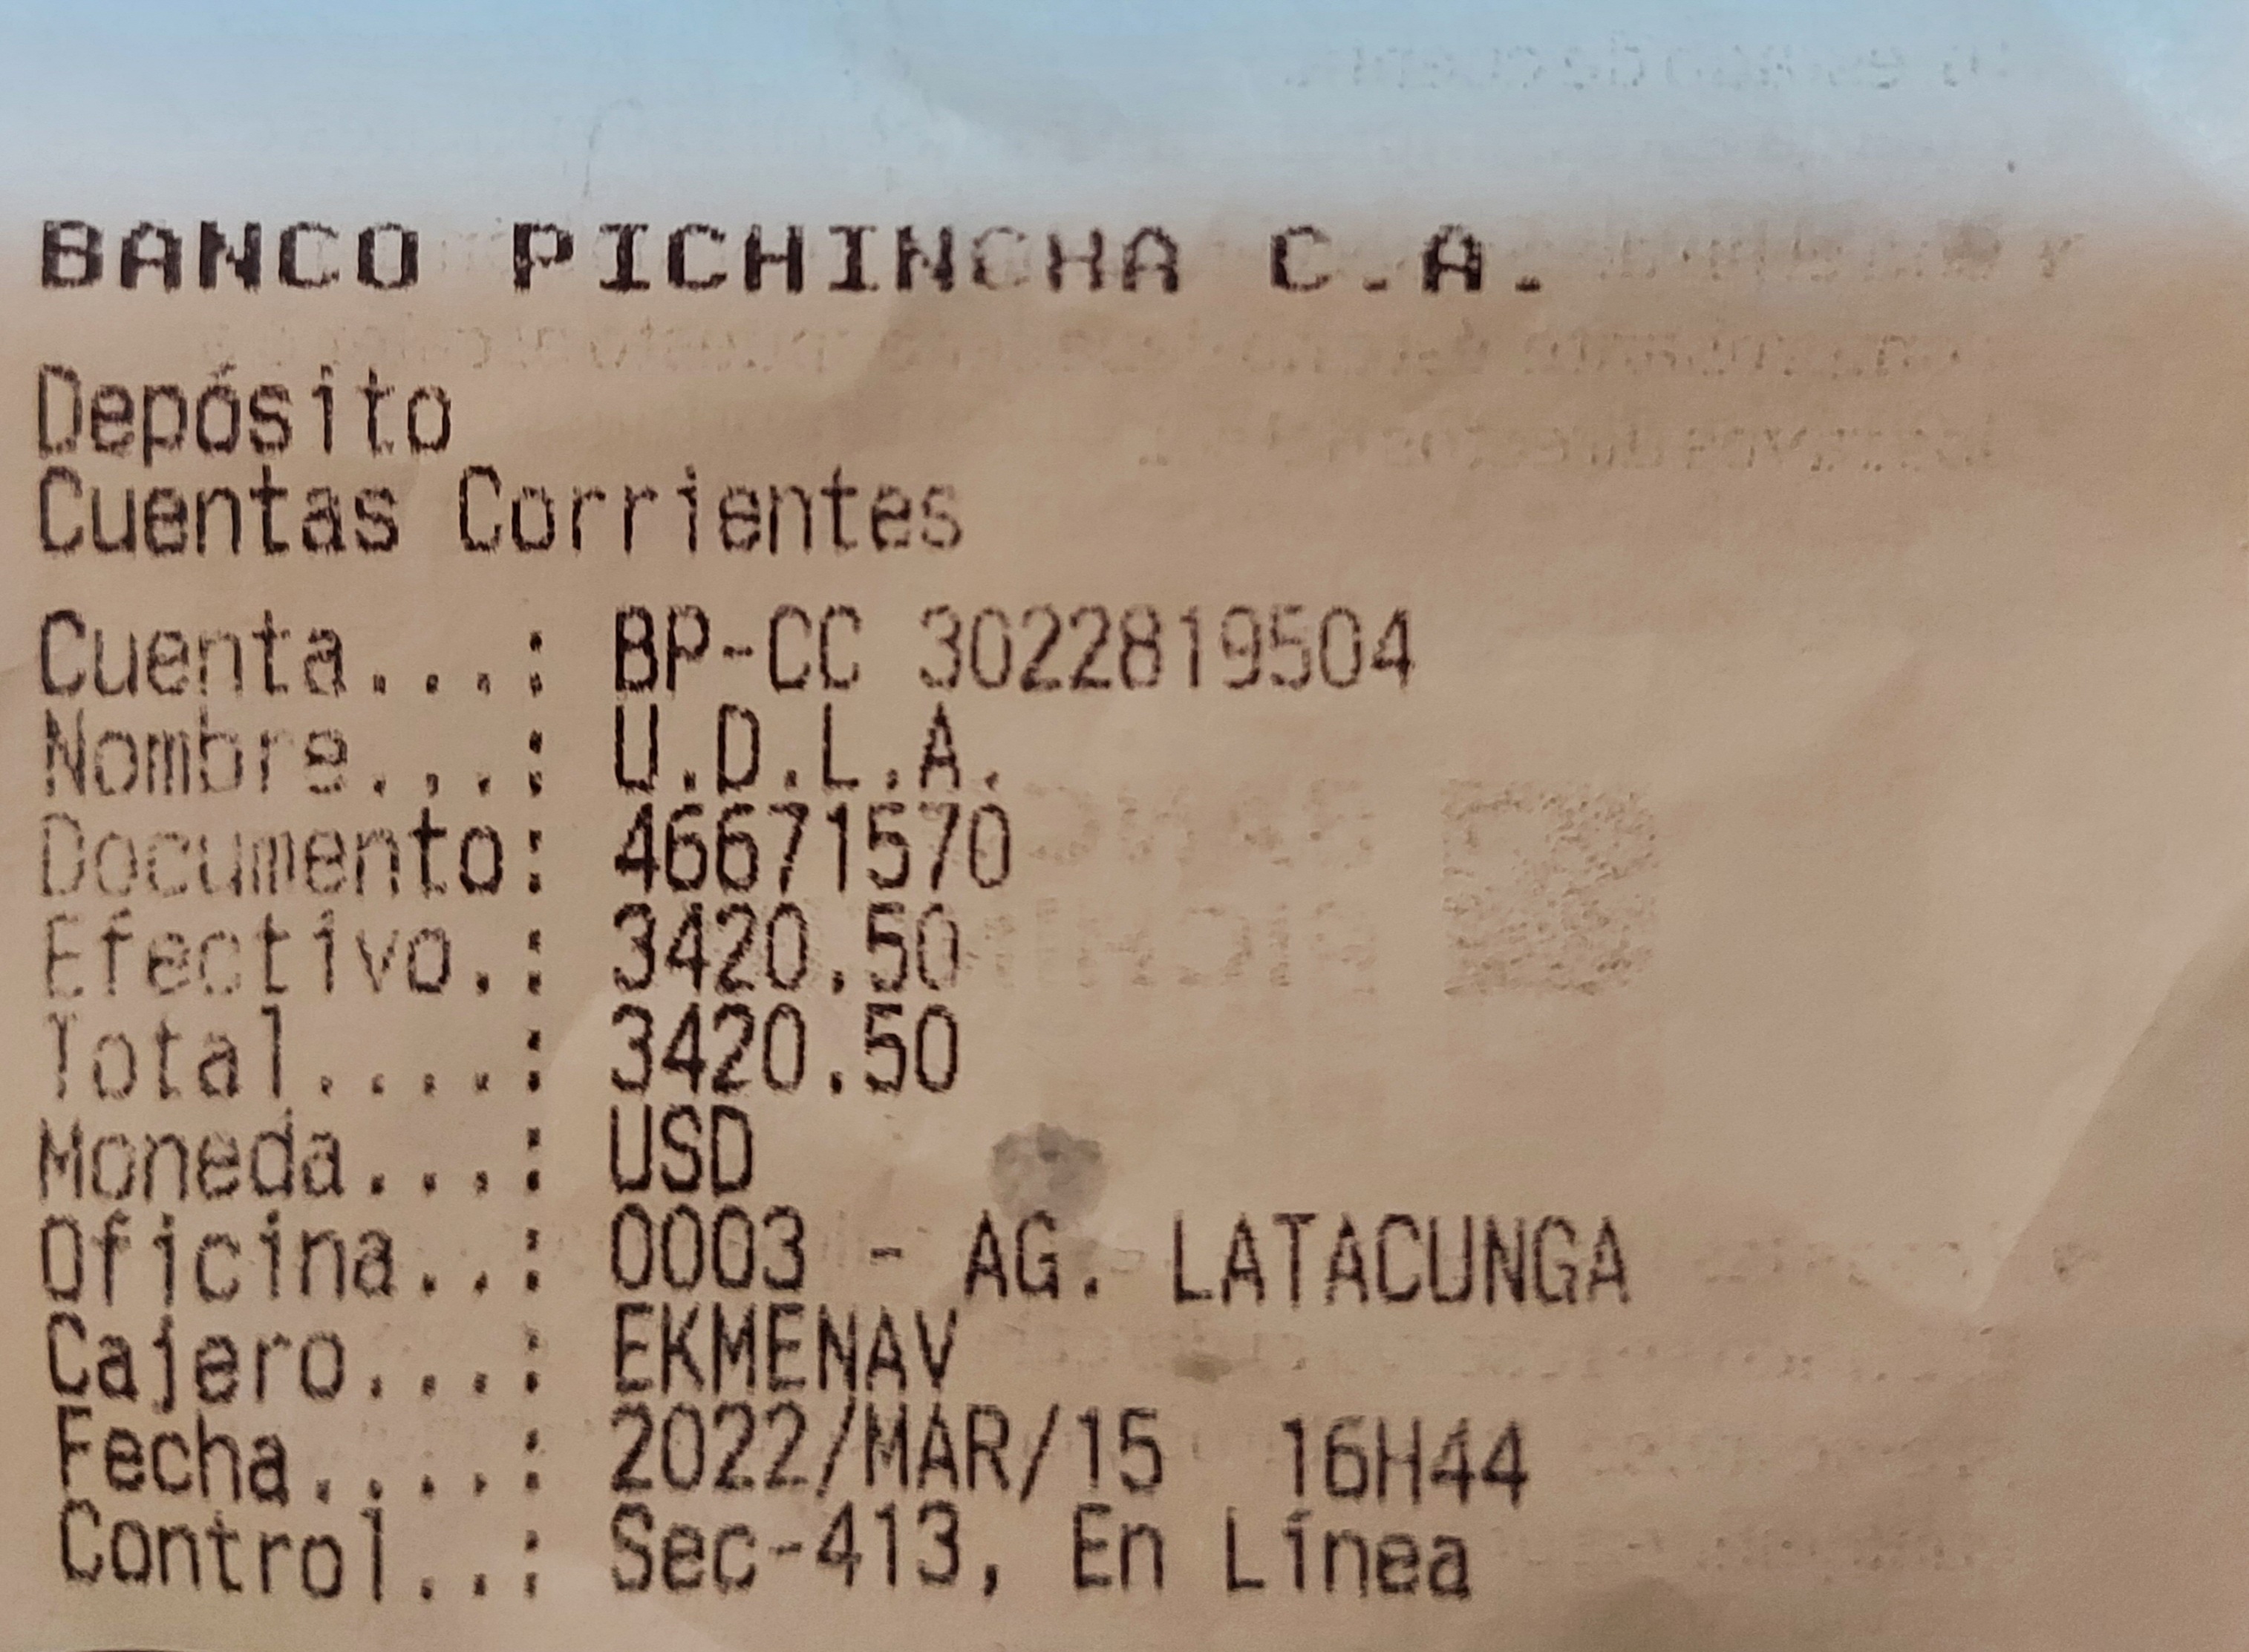 BANCO PICHINCHA C.A.
Depósito
Cuentas Corrientes
Cuenta...: BP-CC 3022819504
Nombre...: U.D.L.A.
Documento: 46671570
Efectivo.: 3420.50
Total....: 3420.50
Moneda...: USD
Oficina..: 0003 - AG. LATACUNGA
Cajero...: EKMENAV
Fecha....: 2022/MAR/15 16H44
Control..: Sec-413, En Línea